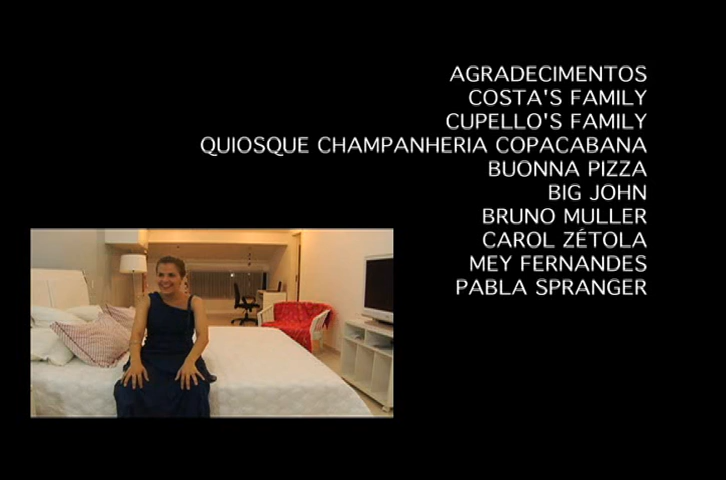 AGRADECIMENTOS
COSTA'S FAMILY
CUPELLO'S FAMILY
QUIOSQUE CHAMPANHERIA COPACABANA
BUONNA PIZZA
BIG JOHN
BRUNO MULLER
CAROL ZÉTOLA
MEY FERNANDES
PABLA SPRANGER